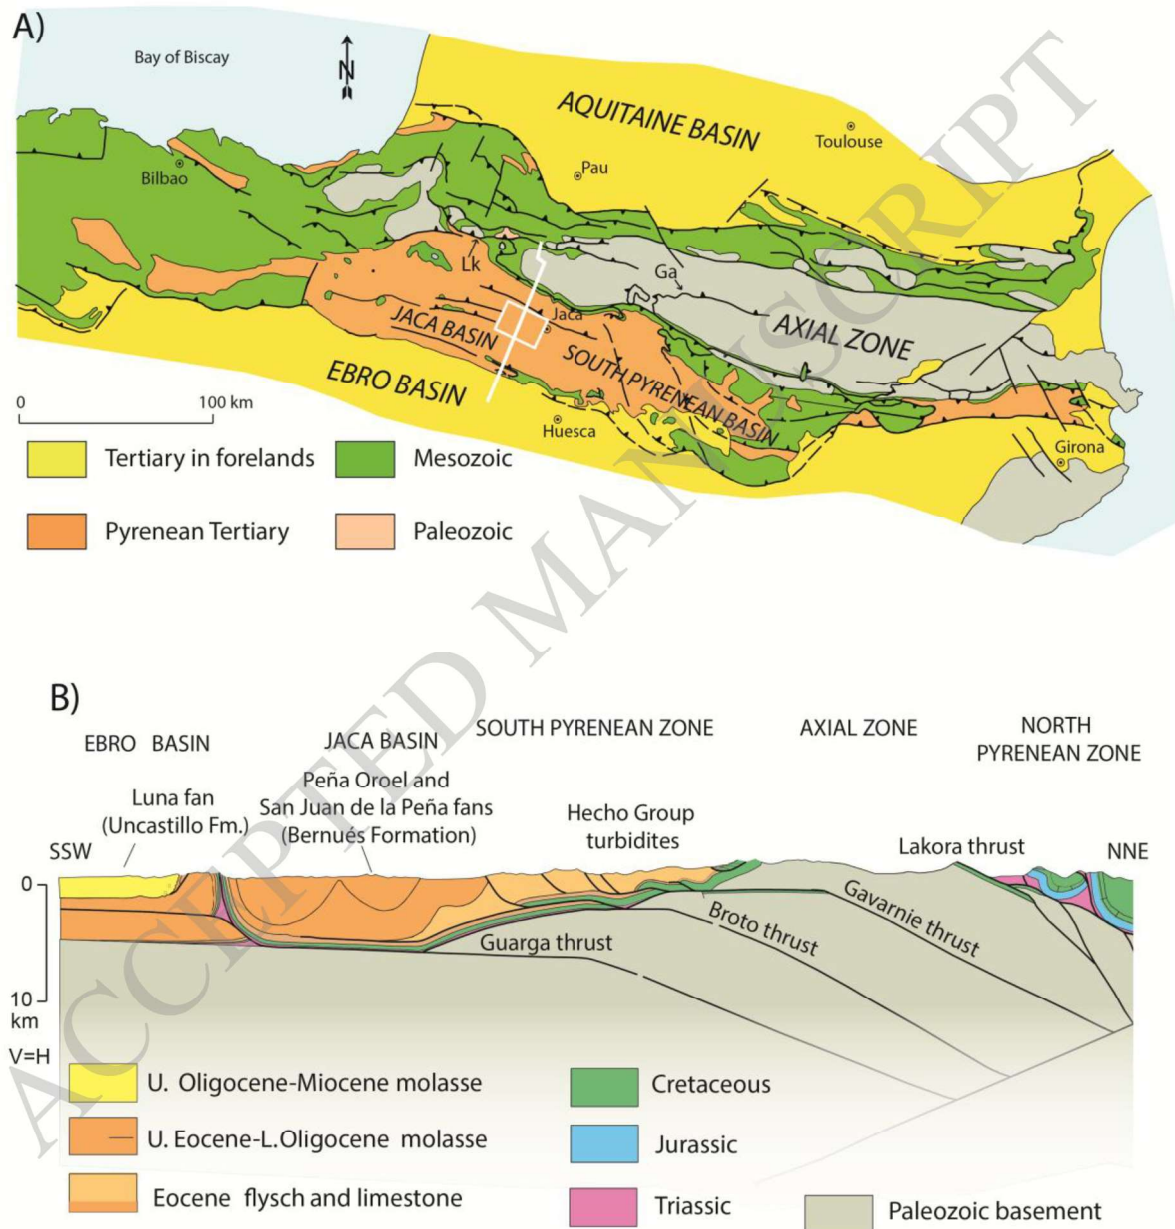 A)
Bay of Biscay
N
AQUITAINE BASIN
Toulouse
Pau
Bilbao
Lk
Ga
Jaca
JACA BASIN
AXIAL ZONE
SOUTH PYRENEAN BASIN
EBRO BASIN
Huesca
Girona
0 100 km
Tertiary in forelands
Mesozoic
Pyrenean Tertiary
Paleozoic
ACCEPTED MANUSCRIPT
B)
EBRO BASIN
JACA BASIN
SOUTH PYRENEAN ZONE
AXIAL ZONE
NORTH
PYRENEAN ZONE
Luna fan
(Uncastillo Fm.)
Peña Oroel and
San Juan de la Peña fans
(Bernués Formation)
Hecho Group
turbidites
Lakora thrust
SSW
NNE
0
10
km
V=H
Guarga thrust
Broto thrust
Gavarnie thrust
U. Oligocene-Miocene molasse
U. Eocene-L.Oligocene molasse
Eocene flysch and limestone
Cretaceous
Jurassic
Triassic
Paleozoic basement